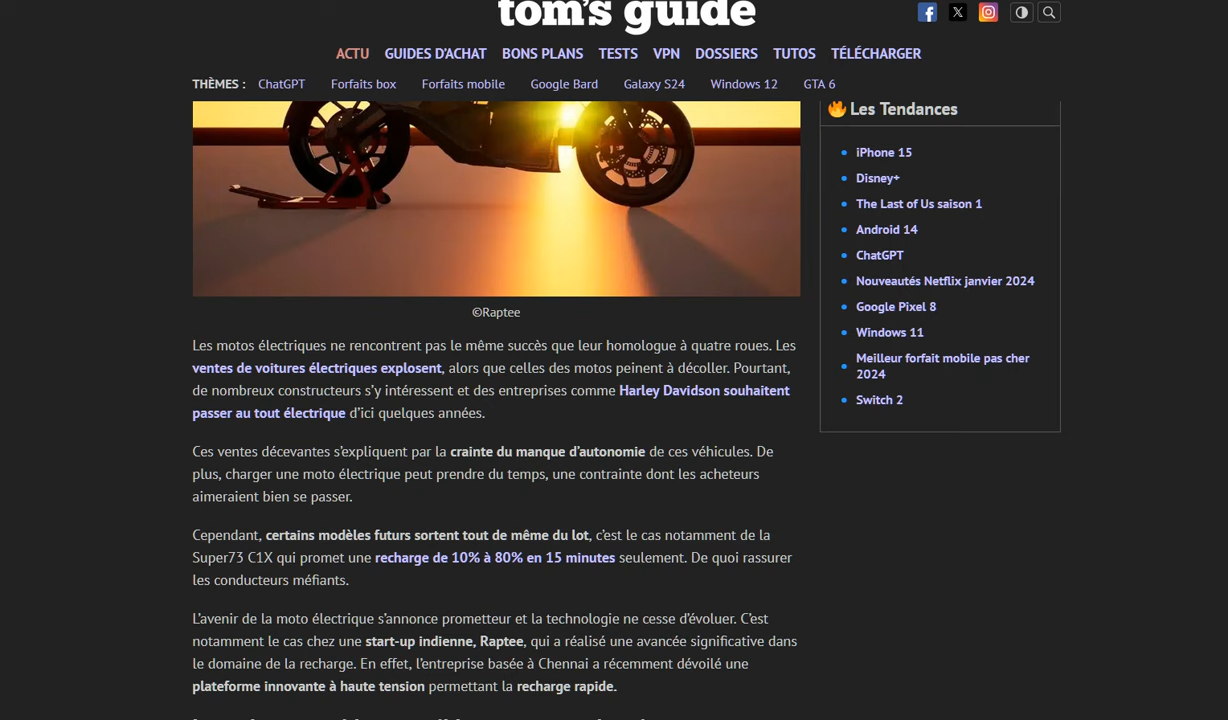 tom's guide
ACTU GUIDES D'ACHAT BONS PLANS TESTS VPN DOSSIERS TUTOS TÉLÉCHARGER
THÈMES : ChatGPT Forfaits box Forfaits mobile Google Bard Galaxy S24 Windows 12 GTA 6
©Raptee
Les motos électriques ne rencontrent pas le même succès que leur homologue à quatre roues. Les
ventes de voitures électriques explosent, alors que celles des motos peinent à décoller. Pourtant,
de nombreux constructeurs s'y intéressent et des entreprises comme Harley Davidson souhaitent
passer au tout électrique d'ici quelques années.
Ces ventes décevantes s'expliquent par la crainte du manque d'autonomie de ces véhicules. De
plus, charger une moto électrique peut prendre du temps, une contrainte dont les acheteurs
aimeraient bien se passer.
Cependant, certains modèles futurs sortent tout de même du lot, c'est le cas notamment de la
Super73 C1X qui promet une recharge de 10% à 80% en 15 minutes seulement. De quoi rassurer
les conducteurs méfiants.
L'avenir de la moto électrique s'annonce prometteur et la technologie ne cesse d'évoluer. C'est
notamment le cas chez une start-up indienne, Raptee, qui a réalisé une avancée significative dans
le domaine de la recharge. En effet, l'entreprise basée à Chennai a récemment dévoilé une
plateforme innovante à haute tension permettant la recharge rapide.
Les Tendances
iPhone 15
Disney+
The Last of Us saison 1
Android 14
ChatGPT
Nouveautés Netflix janvier 2024
Google Pixel 8
Windows 11
Meilleur forfait mobile pas cher
2024
Switch 2